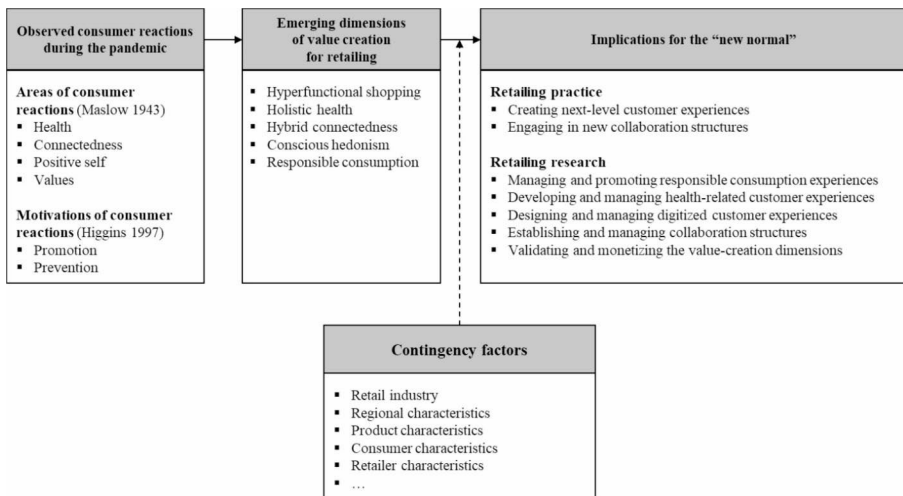 Observed consumer reactions
during the pandemic
Areas of consumer
reactions (Maslow 1943)
▪ Health
▪ Connectedness
▪ Positive self
▪ Values
Motivations of consumer
reactions (Higgins 1997)
▪ Promotion
▪ Prevention
Emerging dimensions
of value creation
for retailing
▪ Hyperfunctional shopping
▪ Holistic health
▪ Hybrid connectedness
▪ Conscious hedonism
▪ Responsible consumption
Implications for the “new normal”
Retailing practice
▪ Creating next-level customer experiences
▪ Engaging in new collaboration structures
Retailing research
▪ Managing and promoting responsible consumption experiences
▪ Developing and managing health-related customer experiences
▪ Designing and managing digitized customer experiences
▪ Establishing and managing collaboration structures
▪ Validating and monetizing the value-creation dimensions
Contingency factors
▪ Retail industry
▪ Regional characteristics
▪ Product characteristics
▪ Consumer characteristics
▪ Retailer characteristics
▪ …